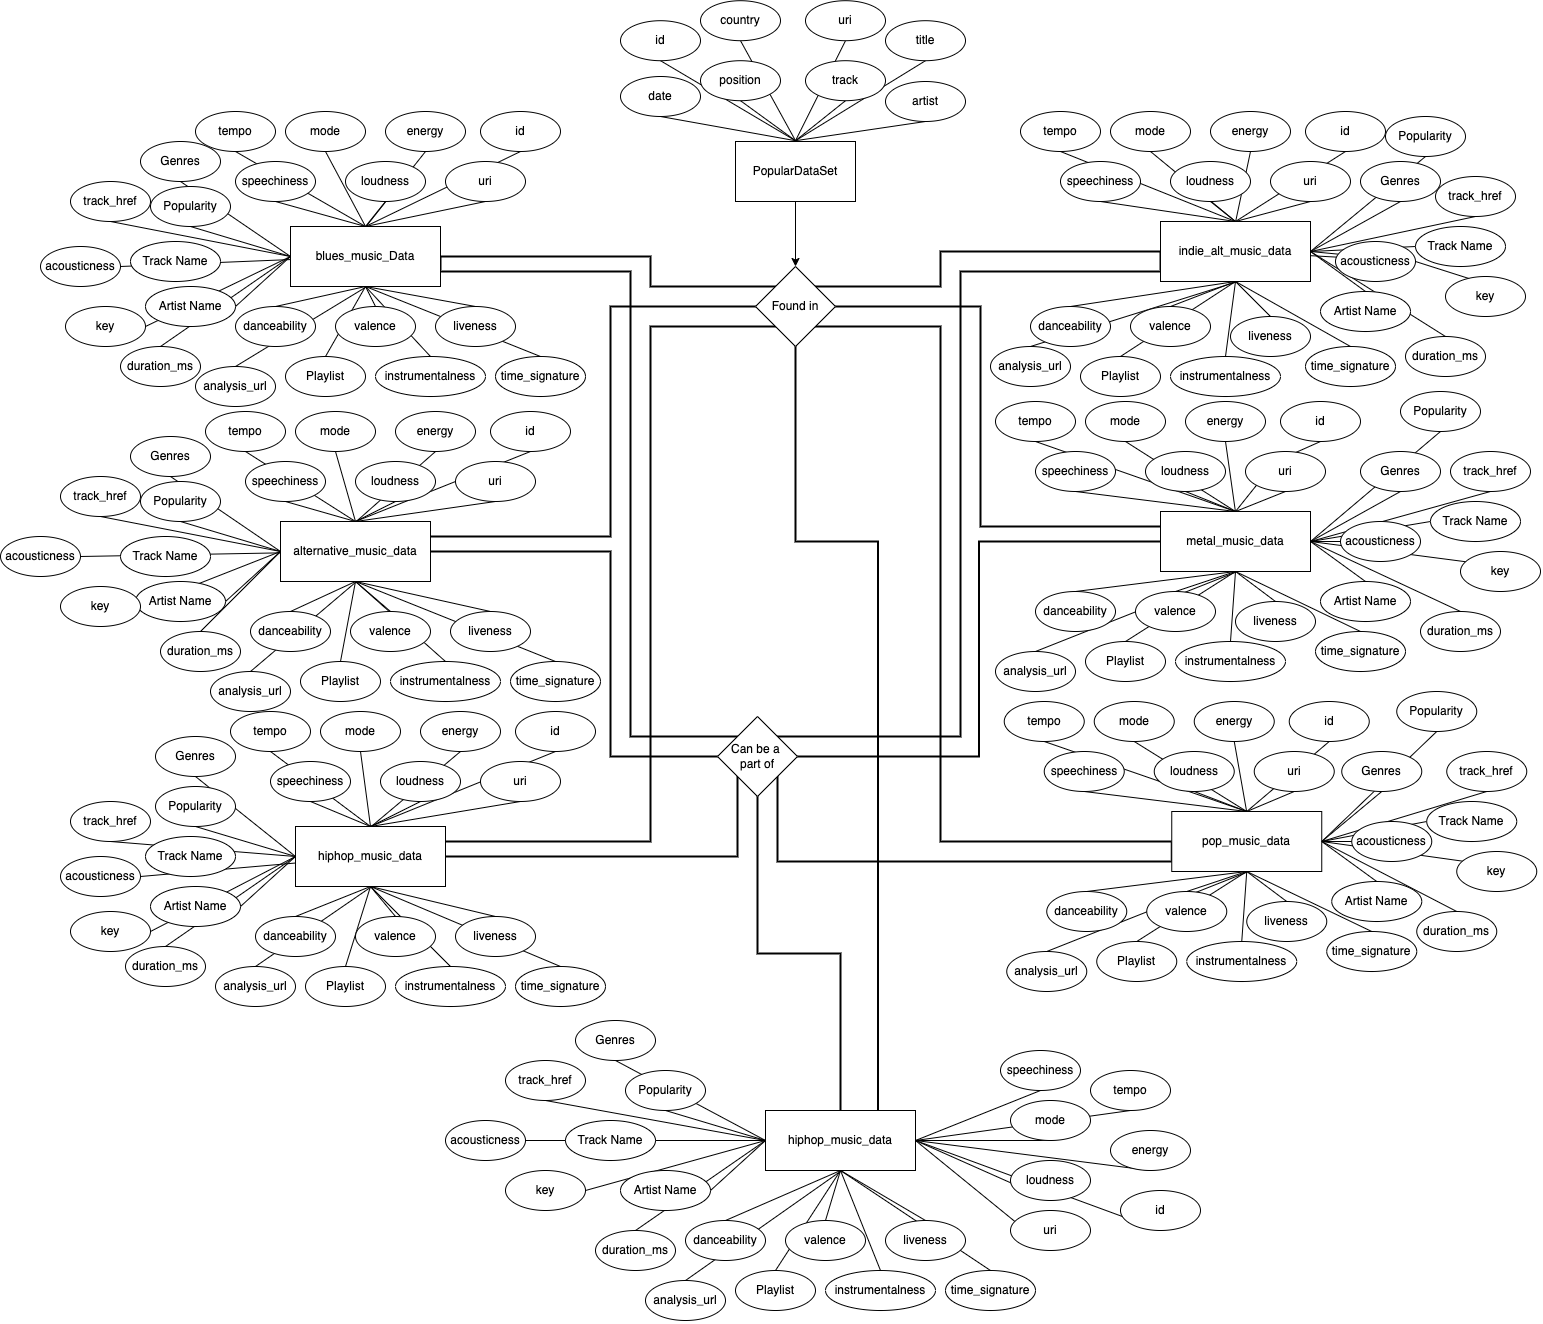 id
country
uri
title
date
position
track
artist
PopularDataSet
Found in
Can be a
part of
tempo
mode
energy
id
Genres
speechiness
loudness
uri
track_href
Popularity
acousticness
Track Name
blues_music_Data
key
Artist Name
danceability
valence
liveness
duration_ms
analysis_url
Playlist
instrumentalness
time_signature
tempo
mode
energy
id
Genres
speechiness
loudness
uri
track_href
Popularity
acousticness
Track Name
alternative_music_data
key
Artist Name
danceability
valence
liveness
duration_ms
analysis_url
Playlist
instrumentalness
time_signature
tempo
mode
energy
id
Genres
speechiness
loudness
uri
track_href
Popularity
acousticness
Track Name
hiphop_music_data
key
Artist Name
danceability
valence
liveness
duration_ms
analysis_url
Playlist
instrumentalness
time_signature
tempo
mode
energy
id
Popularity
speechiness
loudness
uri
Genres
track_href
indie_alt_music_data
acousticness
Track Name
key
danceability
valence
liveness
Artist Name
duration_ms
analysis_url
Playlist
instrumentalness
time_signature
tempo
mode
energy
id
Popularity
speechiness
loudness
uri
Genres
track_href
metal_music_data
acousticness
Track Name
key
danceability
valence
liveness
Artist Name
duration_ms
analysis_url
Playlist
instrumentalness
time_signature
tempo
mode
energy
id
Popularity
speechiness
loudness
uri
Genres
track_href
pop_music_data
acousticness
Track Name
key
danceability
valence
liveness
Artist Name
duration_ms
analysis_url
Playlist
instrumentalness
time_signature
Genres
track_href
Popularity
speechiness
tempo
mode
acousticness
Track Name
hiphop_music_data
energy
key
Artist Name
loudness
id
duration_ms
danceability
valence
liveness
uri
analysis_url
Playlist
instrumentalness
time_signature